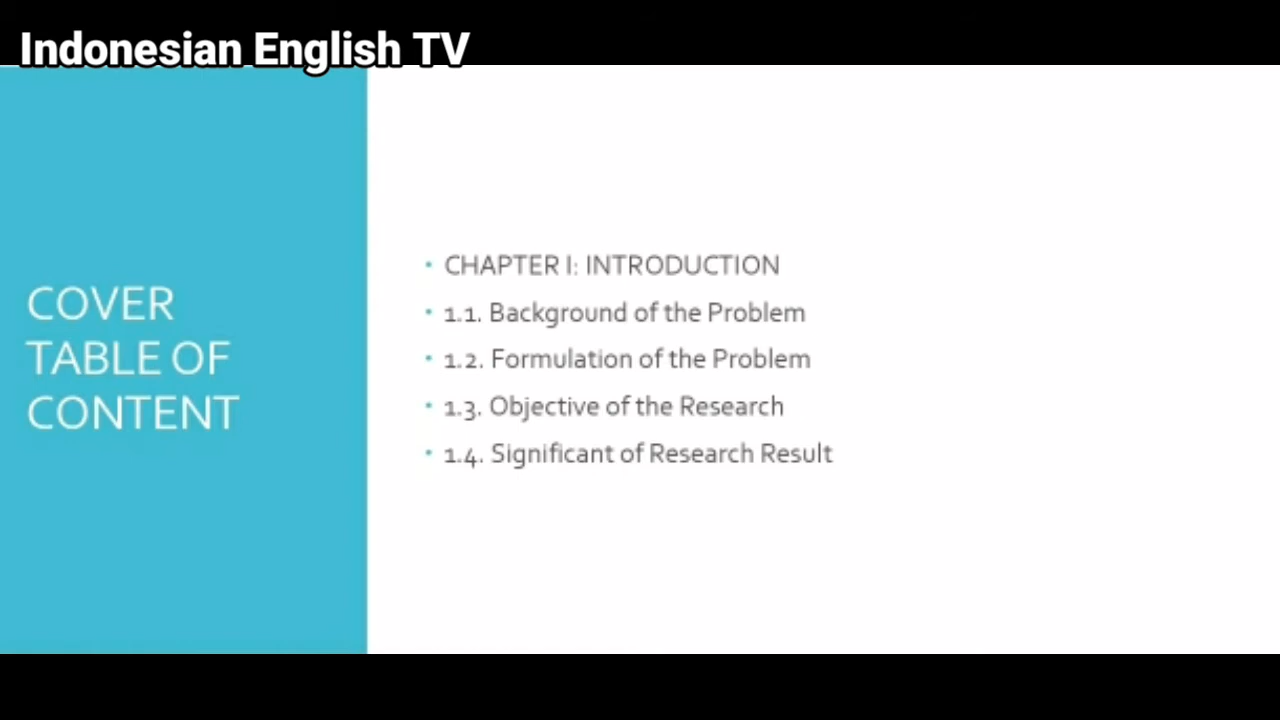 Indonesian English TV
COVER
TABLE OF
CONTENT
• CHAPTER I: INTRODUCTION
• 1.1. Background of the Problem
• 1.2. Formulation of the Problem
• 1.3. Objective of the Research
• 1.4. Significant of Research Result